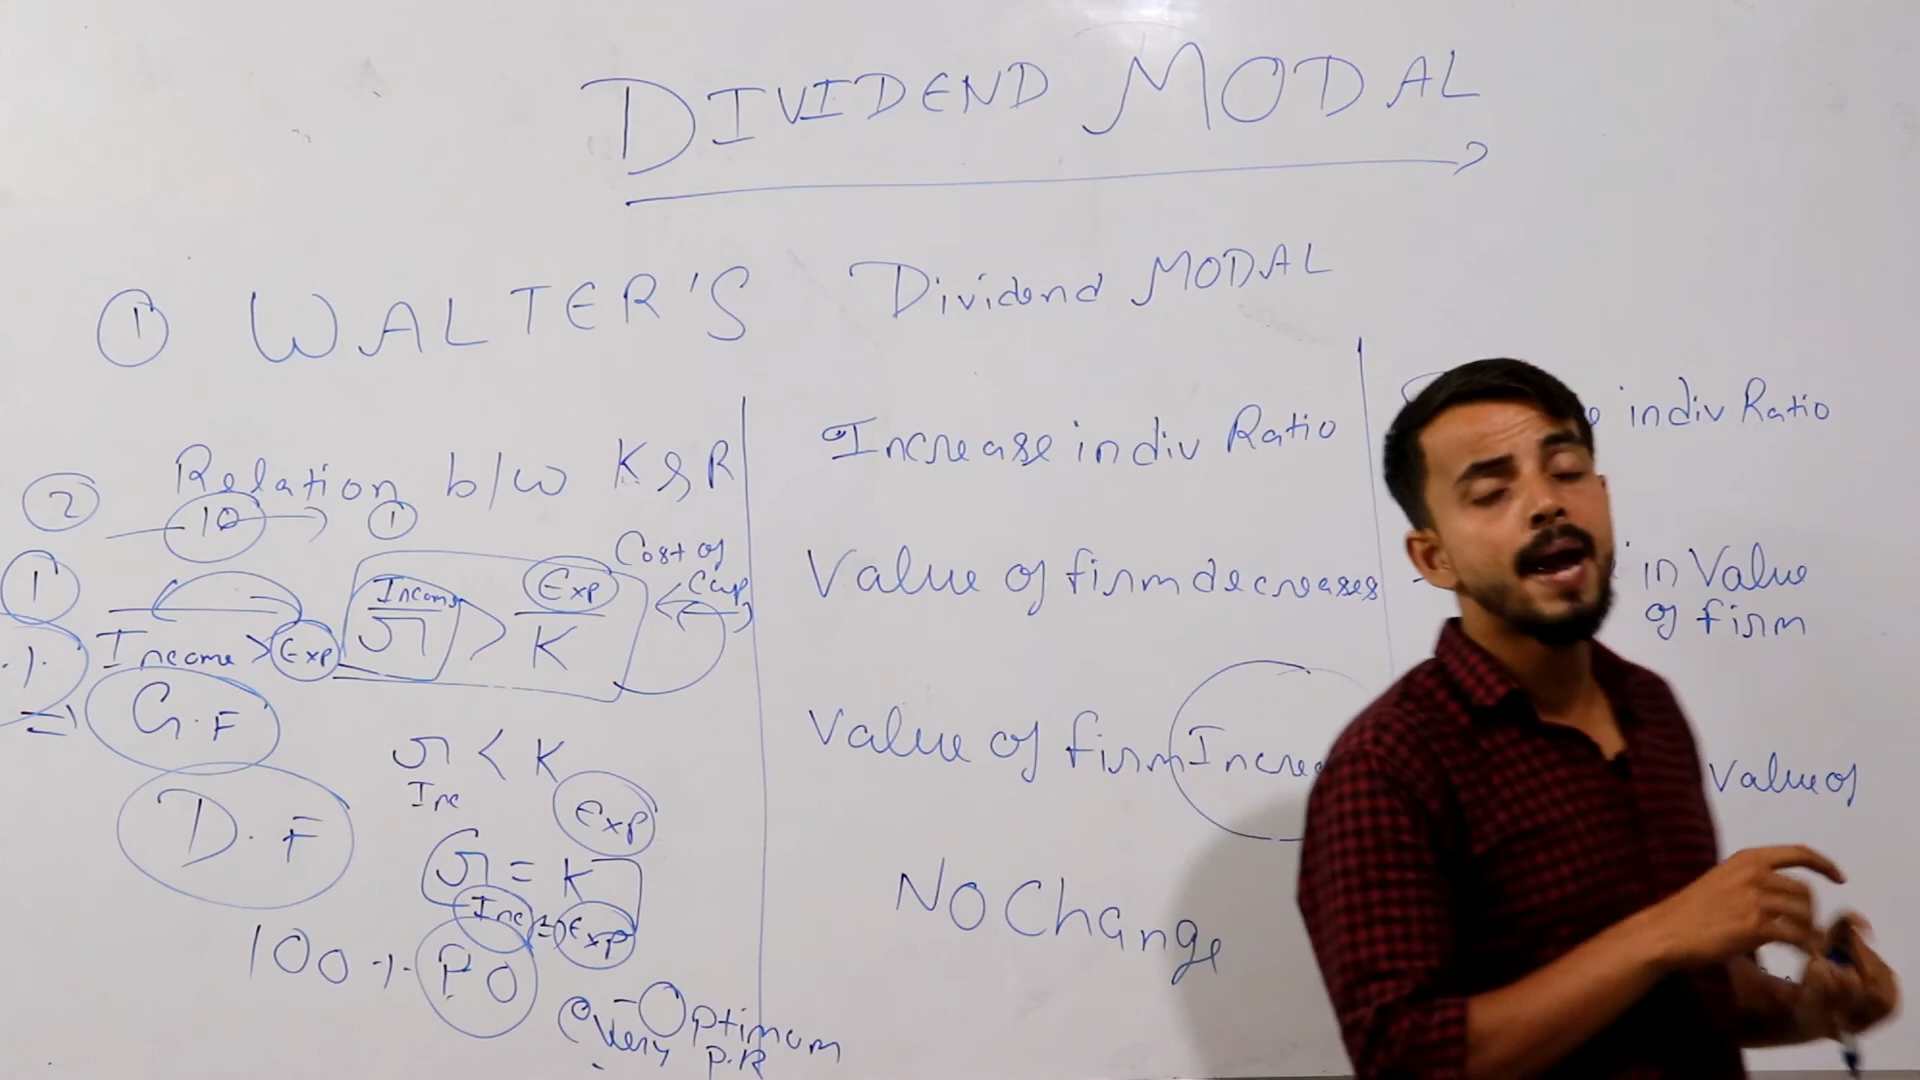 DIVIDEND MODAL
① WALTER'S Dividend MODAL
② Relation b/w K & R
Increase in div Ratio
in div Ratio
10
①
Cost of
Cap
①
Income
Exp
Income > Exp
r > K
Value of firm decreases
in Value
of firm
G.F
r < K
Inc
Exp
Value of firm
Value of
D.F
r = K
Inc = Exp
No Change
100 % P O
Every Optimum
P.R